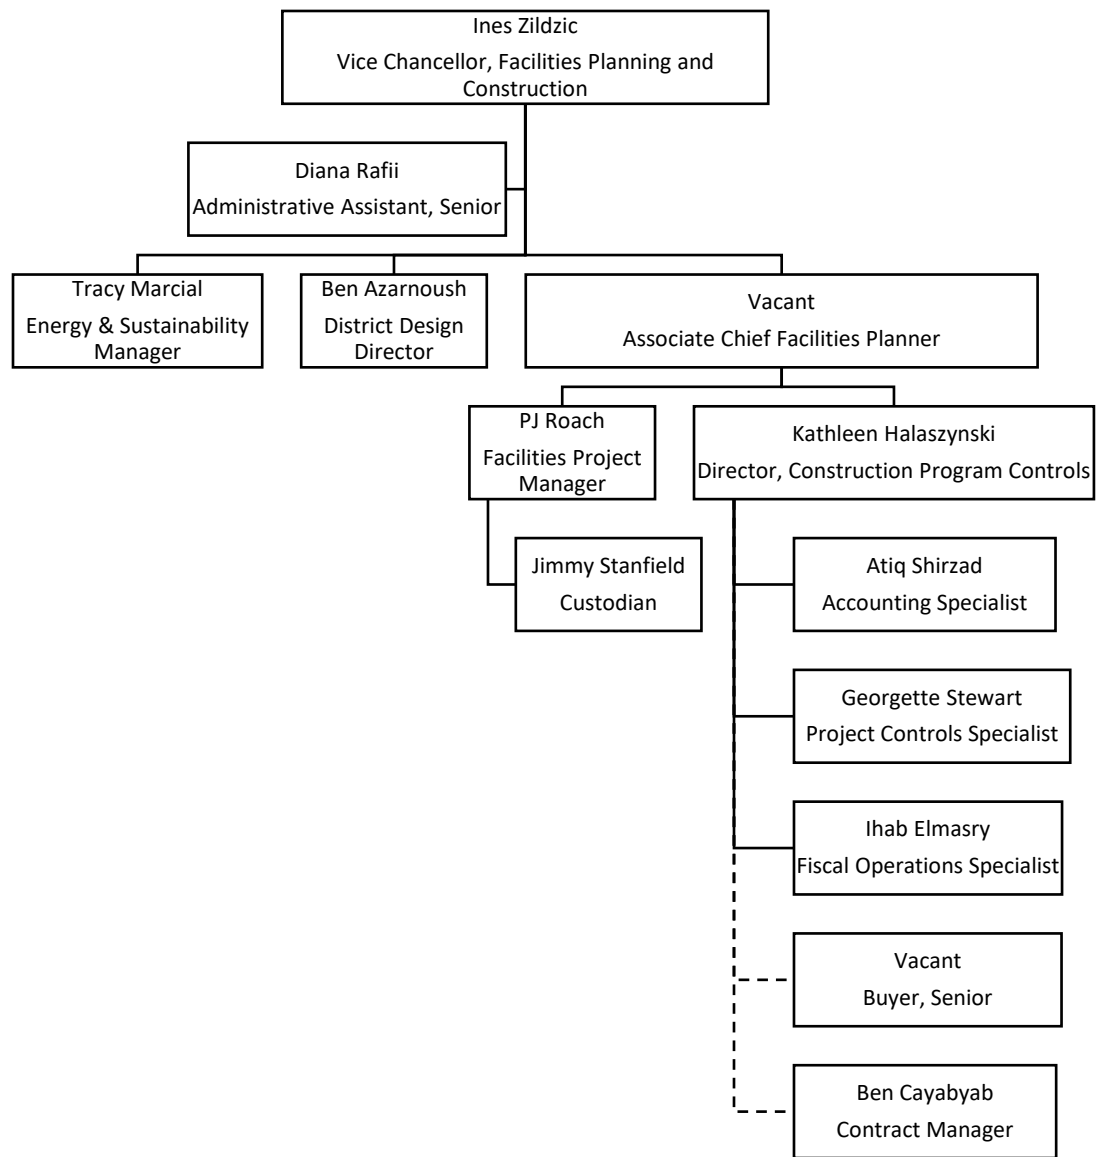 Ines Zildzic
Vice Chancellor, Facilities Planning and
Construction
Diana Rafii
Administrative Assistant, Senior
Tracy Marcial
Energy & Sustainability
Manager
Ben Azarnoush
District Design
Director
Vacant
Associate Chief Facilities Planner
PJ Roach
Facilities Project
Manager
Kathleen Halaszynski
Director, Construction Program Controls
Jimmy Stanfield
Custodian
Atiq Shirzad
Accounting Specialist
Georgette Stewart
Project Controls Specialist
Ihab Elmasry
Fiscal Operations Specialist
Vacant
Buyer, Senior
Ben Cayabyab
Contract Manager